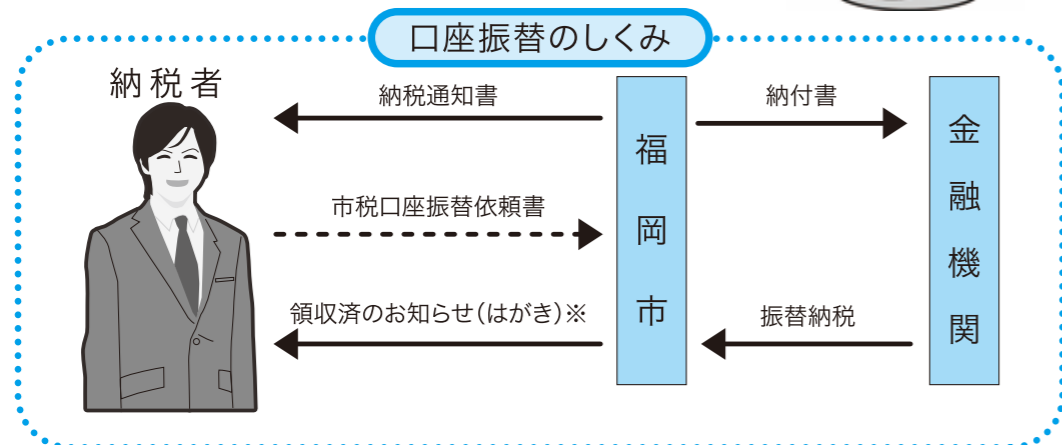 口座振替のしくみ
納税者
納税通知書
納付書
市税口座振替依頼書
領収済のお知らせ(はがき)※
振替納税
福岡市
金融機関